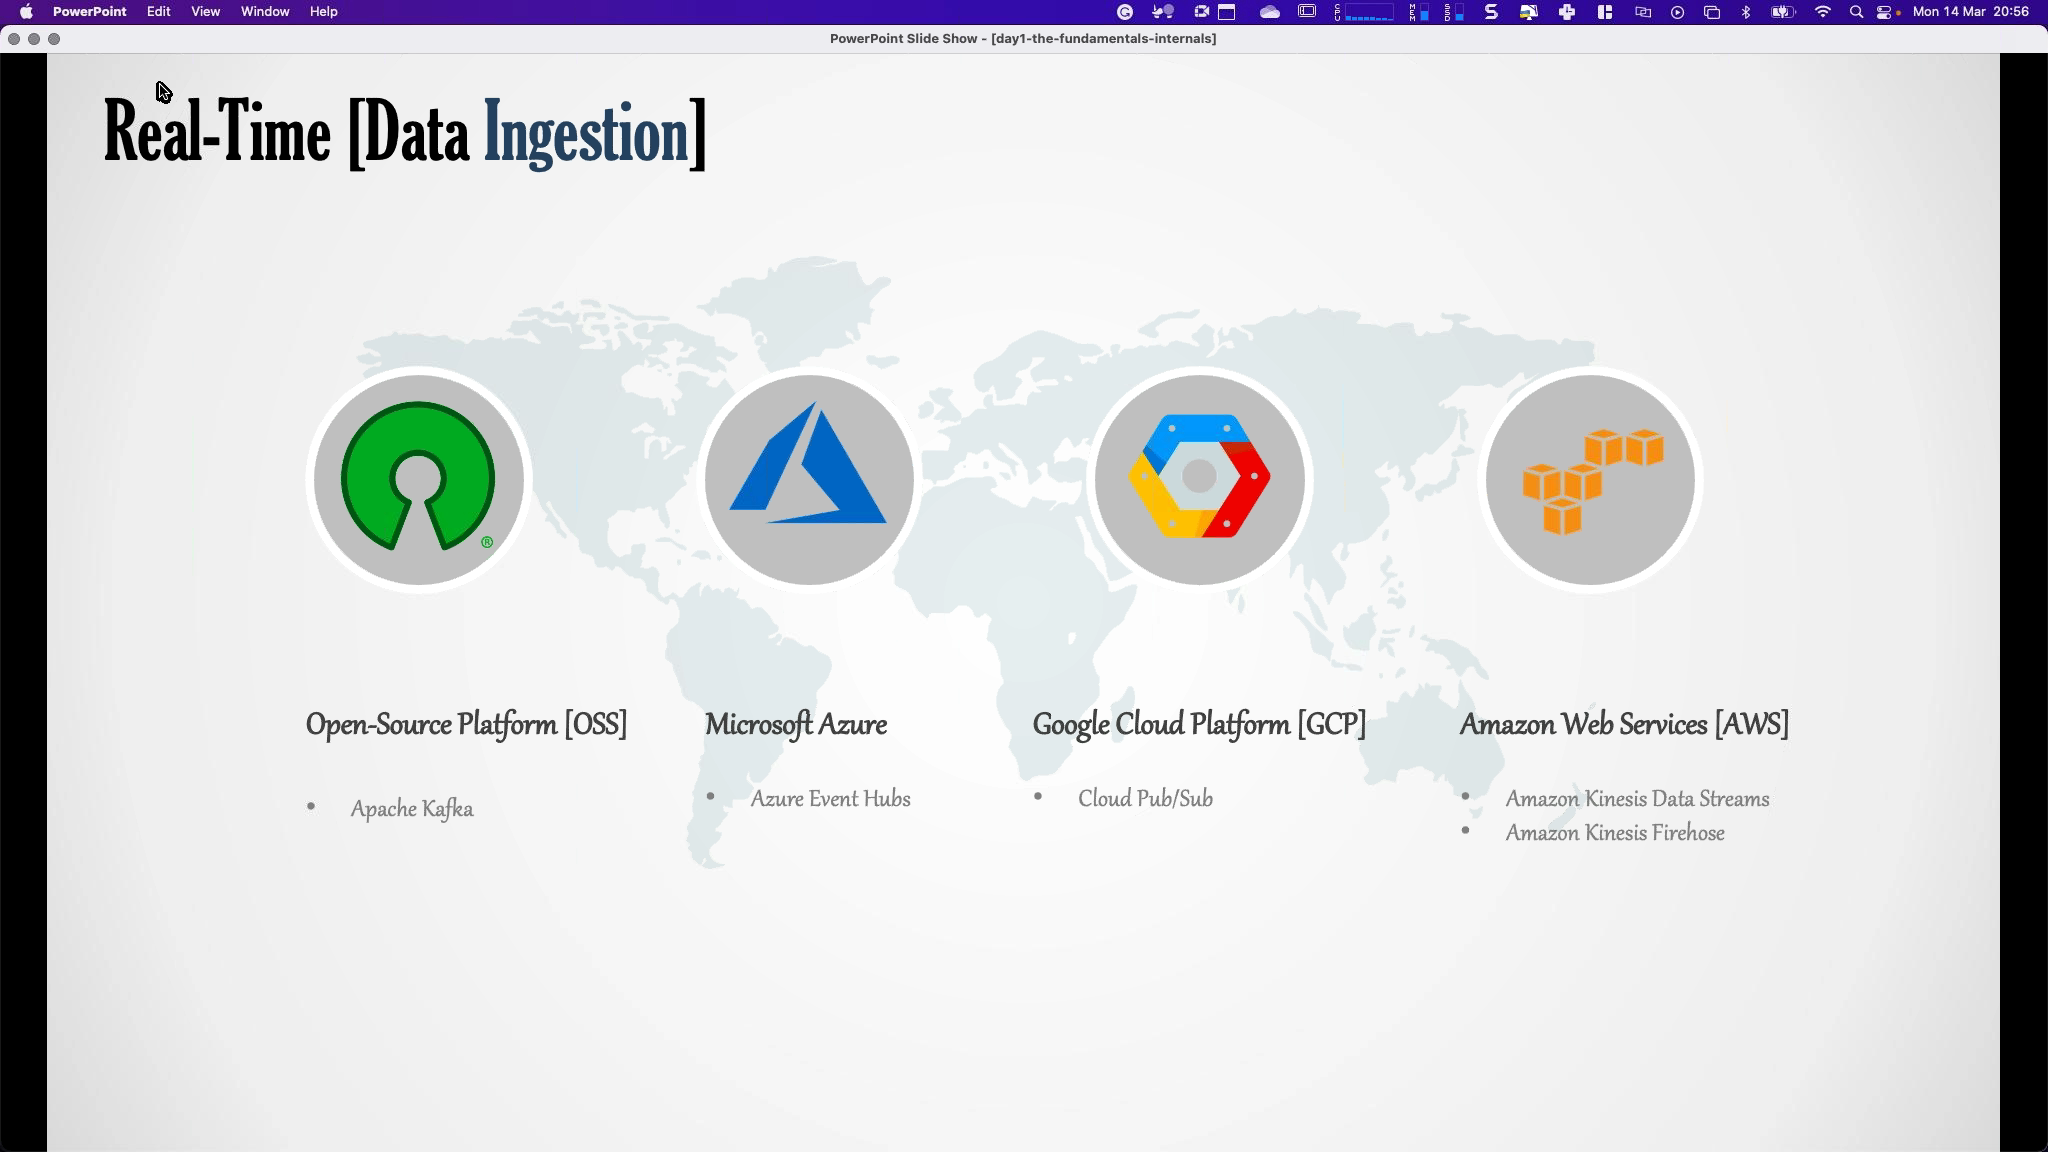 PowerPoint Edit View Window Help
Mon 14 Mar 20:56
PowerPoint Slide Show - [day1-the-fundamentals-internals]
Real-Time [Data Ingestion]
®
Open-Source Platform [OSS]
• Apache Kafka
Microsoft Azure
• Azure Event Hubs
Google Cloud Platform [GCP]
• Cloud Pub/Sub
Amazon Web Services [AWS]
• Amazon Kinesis Data Streams
• Amazon Kinesis Firehose